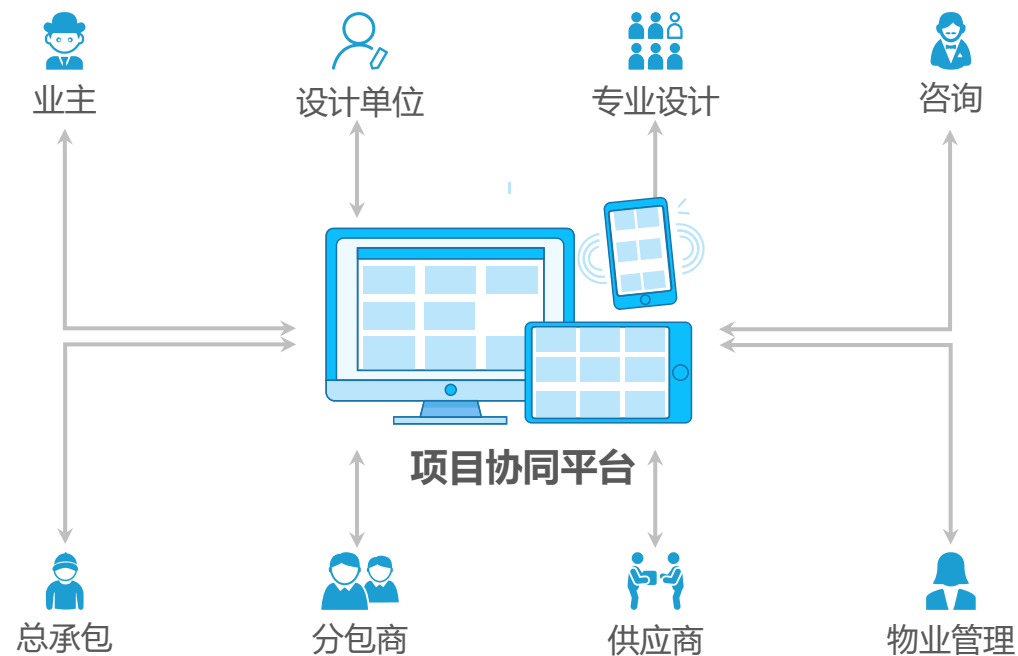 业主
设计单位
专业设计
咨询
项目协同平台
总承包
分包商
供应商
物业管理